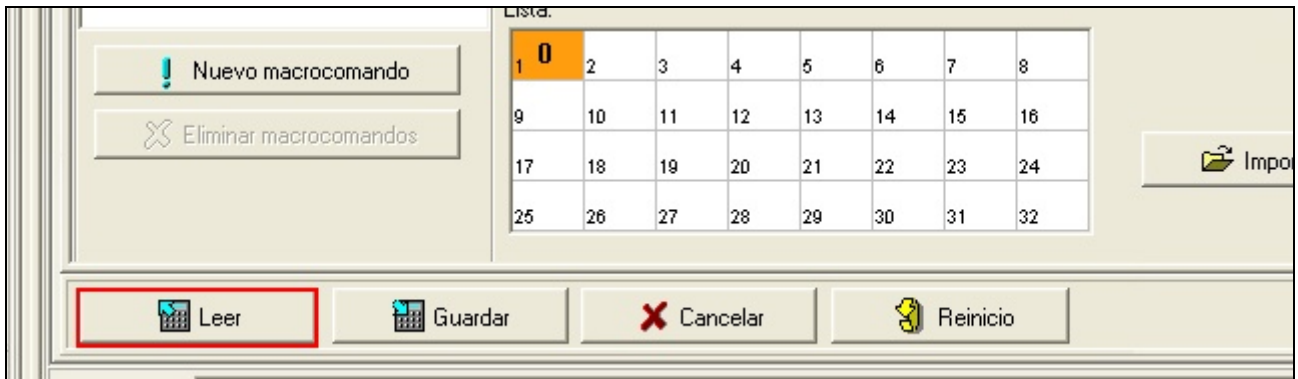 Lista:
Nuevo macrocomando
Eliminar macrocomandos
0
1 2 3 4 5 6 7 8
9 10 11 12 13 14 15 16
17 18 19 20 21 22 23 24
25 26 27 28 29 30 31 32
Impo
Leer Guardar Cancelar Reinicio